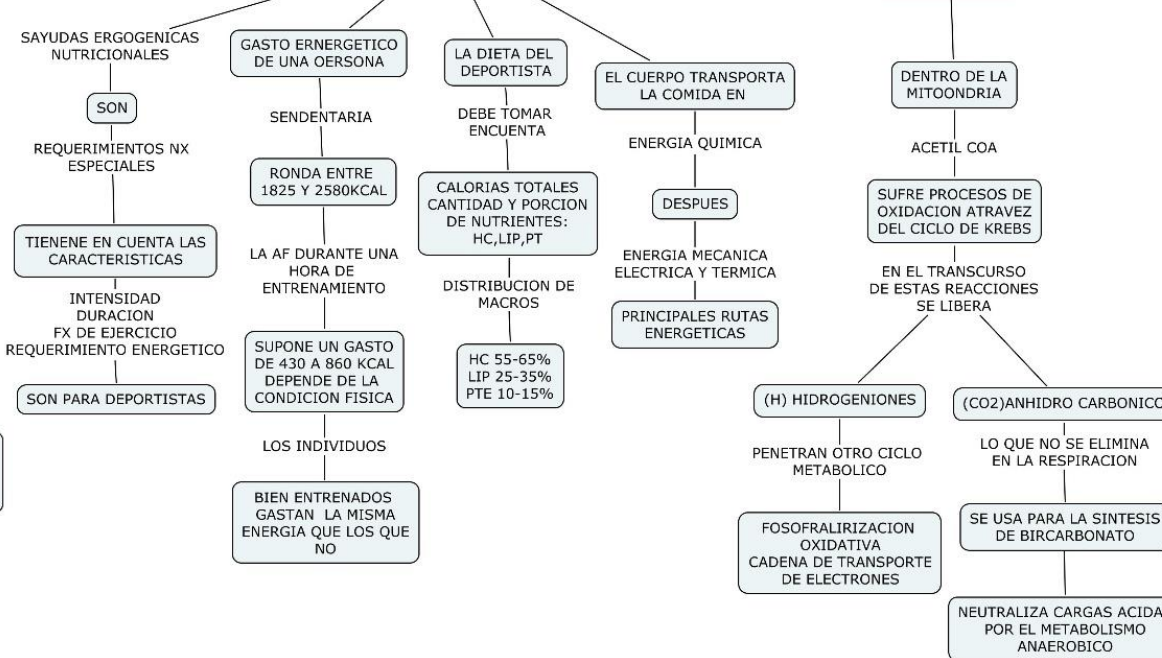 SAYUDAS ERGOGENICAS
NUTRICIONALES
SON
REQUERIMIENTOS NX
ESPECIALES
TIENENE EN CUENTA LAS
CARACTERISTICAS
INTENSIDAD
DURACION
FX DE EJERCICIO
REQUERIMIENTO ENERGETICO
SON PARA DEPORTISTAS
GASTO ERNERGETICO
DE UNA OERSONA
SENDENTARIA
RONDA ENTRE
1825 Y 2580KCAL
LA AF DURANTE UNA
HORA DE
ENTRENAMIENTO
SUPONE UN GASTO
DE 430 A 860 KCAL
DEPENDE DE LA
CONDICION FISICA
LOS INDIVIDUOS
BIEN ENTRENADOS
GASTAN LA MISMA
ENERGIA QUE LOS QUE
NO
LA DIETA DEL
DEPORTISTA
DEBE TOMAR
ENCUENTA
CALORIAS TOTALES
CANTIDAD Y PORCION
DE NUTRIENTES:
HC,LIP,PT
DISTRIBUCION DE
MACROS
HC 55-65%
LIP 25-35%
PTE 10-15%
EL CUERPO TRANSPORTA
LA COMIDA EN
ENERGIA QUIMICA
DESPUES
ENERGIA MECANICA
ELECTRICA Y TERMICA
PRINCIPALES RUTAS
ENERGETICAS
DENTRO DE LA
MITOONDRIA
ACETIL COA
SUFRE PROCESOS DE
OXIDACION ATRAVEZ
DEL CICLO DE KREBS
EN EL TRANSCURSO
DE ESTAS REACCIONES
SE LIBERA
(H) HIDROGENIONES
PENETRAN OTRO CICLO
METABOLICO
FOSOFRALIRIZACION
OXIDATIVA
CADENA DE TRANSPORTE
DE ELECTRONES
(CO2)ANHIDRO CARBONICO
LO QUE NO SE ELIMINA
EN LA RESPIRACION
SE USA PARA LA SINTESIS
DE BIRCARBONATO
NEUTRALIZA CARGAS ACIDA
POR EL METABOLISMO
ANAEROBICO